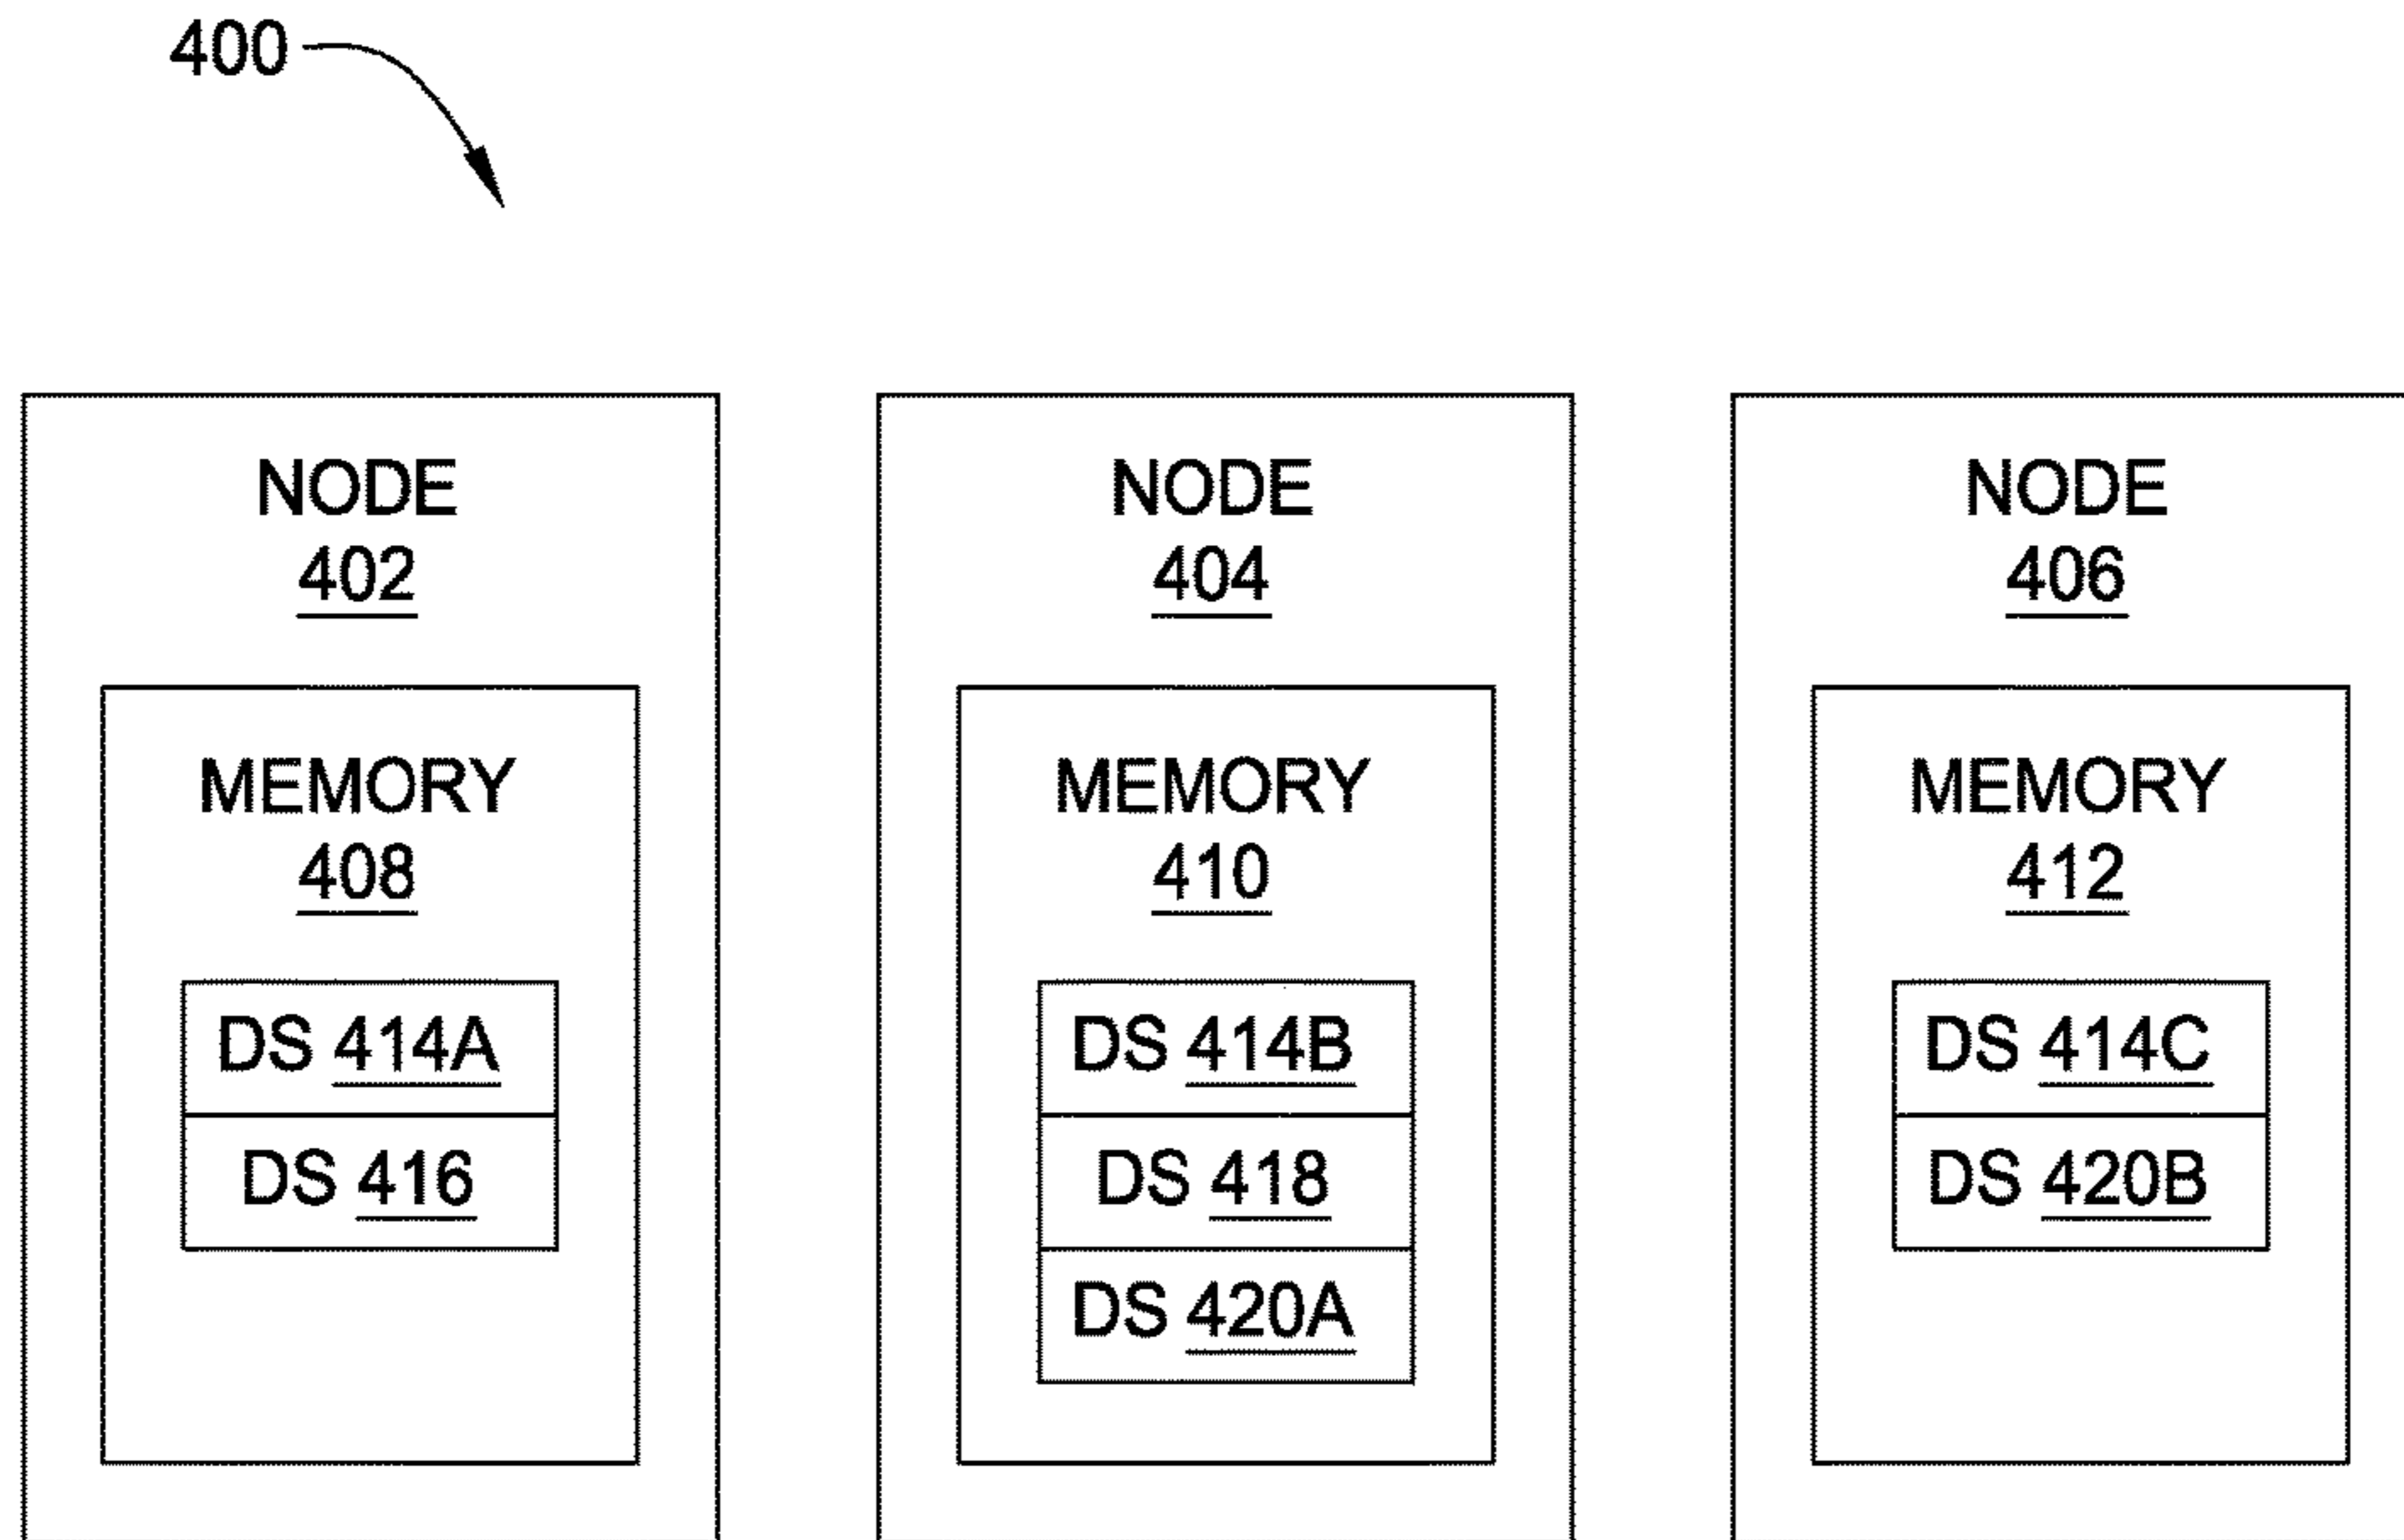 400
NODE
402
MEMORY
408
DS 414A
DS 416
NODE
404
MEMORY
410
DS 414B
DS 418
DS 420A
NODE
406
MEMORY
412
DS 414C
DS 420B